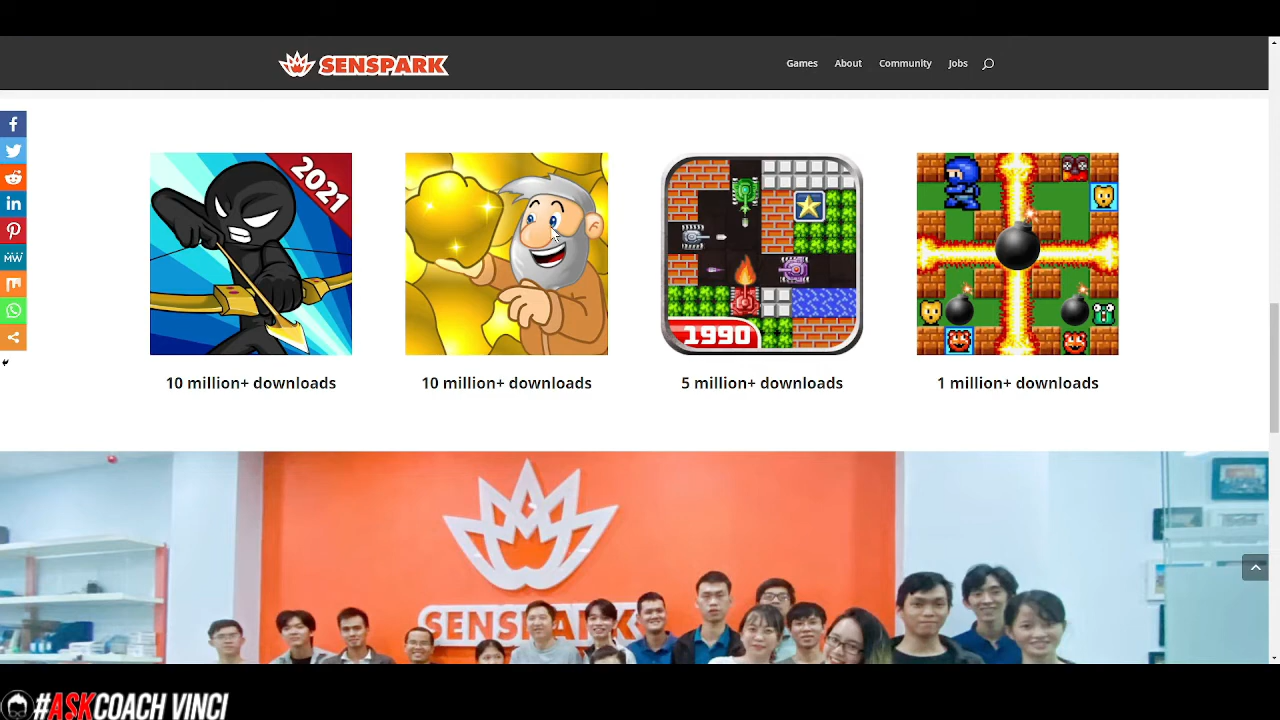 SENSPARK
Games About Community Jobs
2021
1990
10 million+ downloads 10 million+ downloads 5 million+ downloads 1 million+ downloads
SENSPARK
#ASKCOACH VINCI